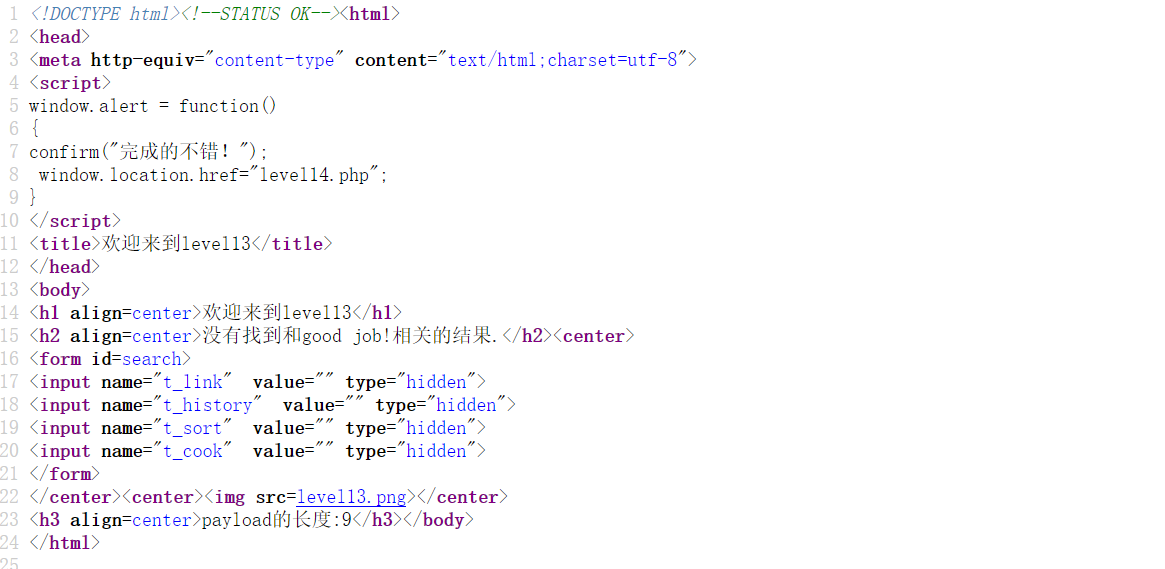 1 <!DOCTYPE html><!--STATUS OK--><html>
2 <head>
3 <meta http-equiv="content-type" content="text/html;charset=utf-8">
4 <script>
5 window.alert = function()
6 {
7 confirm("完成的不错！");
8  window.location.href="level14.php";
9 }
10 </script>
11 <title>欢迎来到level13</title>
12 </head>
13 <body>
14 <h1 align=center>欢迎来到level13</h1>
15 <h2 align=center>没有找到和good job!相关的结果.</h2><center>
16 <form id=search>
17 <input name="t_link"  value="" type="hidden">
18 <input name="t_history"  value="" type="hidden">
19 <input name="t_sort"  value="" type="hidden">
20 <input name="t_cook"  value="" type="hidden">
21 </form>
22 </center><center><img src=level13.png></center>
23 <h3 align=center>payload的长度:9</h3></body>
24 </html>
25